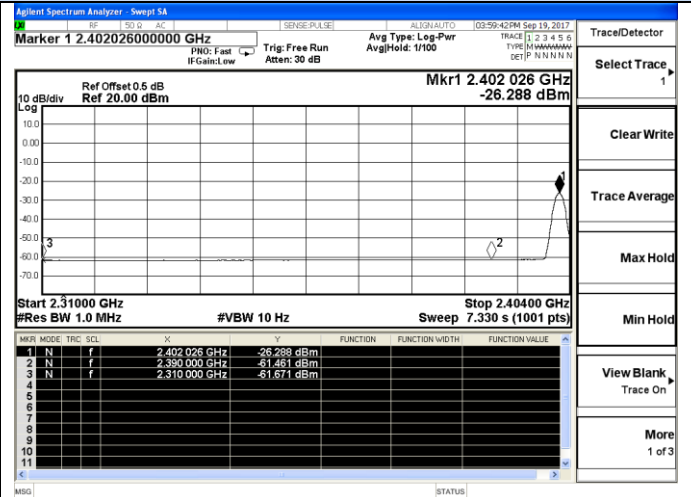 Agilent Spectrum Analyzer - Swept SA
RF 50 Ω AC SENSE:PULSE ALIGNAUTO 03:59:42PM Sep 19, 2017
Marker 1 2.402026000000 GHz
PNO: Fast
IFGain:Low
Trig: Free Run
Atten: 30 dB
Avg Type: Log-Pwr
Avg|Hold: 1/100
TRACE 1 2 3 4 5 6
TYPE M
DET P N N N N N
Ref Offset 0.5 dB
10 dB/div Ref 20.00 dBm
Log
Mkr1 2.402 026 GHz
-26.288 dBm
10.0
0.00
-10.0
-20.0
-30.0
-40.0
-50.0
-60.0
-70.0
1
2
3
Start 2.31000 GHz Stop 2.40400 GHz
#Res BW 1.0 MHz #VBW 10 Hz Sweep 7.330 s (1001 pts)
MKR MODE TRC SCL X Y FUNCTION FUNCTION WIDTH FUNCTION VALUE
1 N f 2.402 026 GHz -26.288 dBm
2 N f 2.390 000 GHz -61.461 dBm
3 N f 2.310 000 GHz -61.671 dBm
4
5
6
7
8
9
10
11
MSG STATUS
Trace/Detector
Select Trace
1
Clear Write
Trace Average
Max Hold
Min Hold
View Blank
Trace On
More
1 of 3